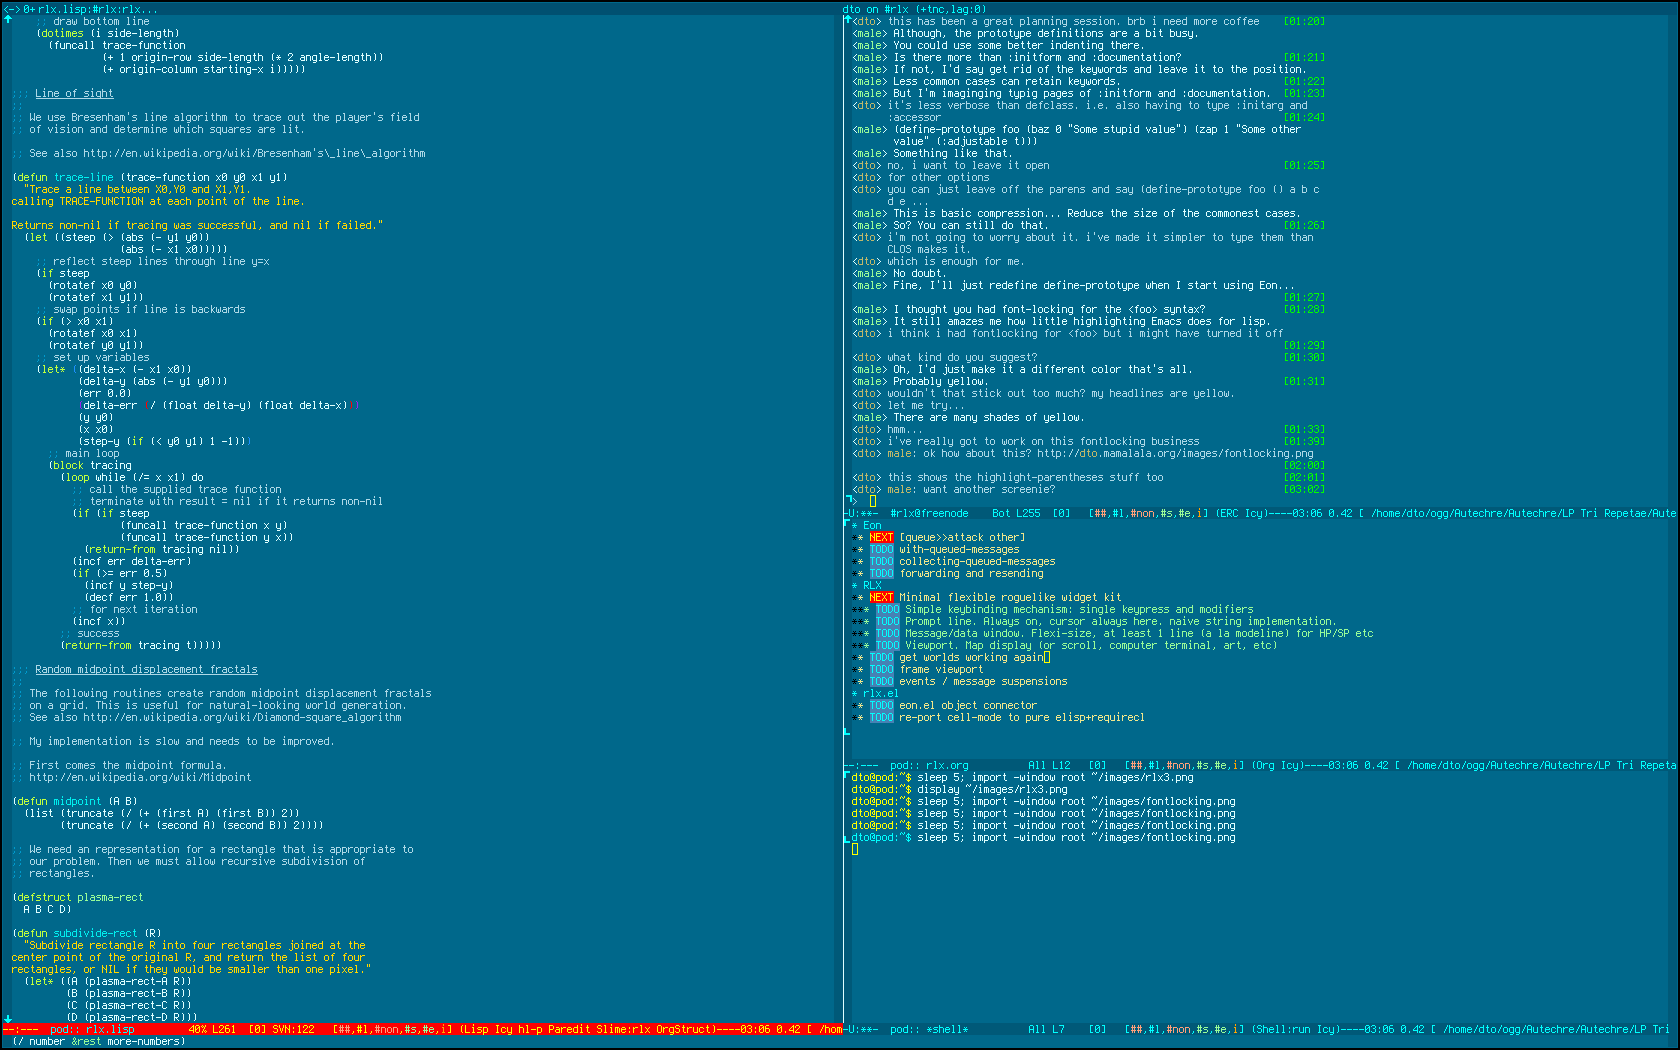 <-> 0+ rlx.lisp:#rlx:rlx...
;; draw bottom line
(dotimes (i side-length)
(funcall trace-function
(+ 1 origin-row side-length (* 2 angle-length))
(+ origin-column starting-x i)))))
;;; Line of sight
;;
;; We use Bresenham's line algorithm to trace out the player's field
;; of vision and determine which squares are lit.
;; See also http://en.wikipedia.org/wiki/Bresenham's\_line\_algorithm
(defun trace-line (trace-function x0 y0 x1 y1)
"Trace a line between X0,Y0 and X1,Y1.
calling TRACE-FUNCTION at each point of the line.
Returns non-nil if tracing was successful, and nil if failed."
(let ((steep (> (abs (- y1 y0))
(abs (- x1 x0)))))
;; reflect steep lines through line y=x
(if steep
(rotatef x0 y0)
(rotatef x1 y1))
;; swap points if line is backwards
(if (> x0 x1)
(rotatef x0 x1)
(rotatef y0 y1))
;; set up variables
(let* ((delta-x (- x1 x0))
(delta-y (abs (- y1 y0)))
(err 0.0)
(delta-err (/ (float delta-y) (float delta-x)))
(y y0)
(x x0)
(step-y (if (< y0 y1) 1 -1)))
;; main loop
(block tracing
(loop while (/= x x1) do
;; call the supplied trace function
;; terminate with result = nil if it returns non-nil
(if (if steep
(funcall trace-function x y)
(funcall trace-function y x))
(return-from tracing nil))
(incf err delta-err)
(if (>= err 0.5)
(incf y step-y)
(decf err 1.0))
;; for next iteration
(incf x))
;; success
(return-from tracing t)))))
;;; Random midpoint displacement fractals
;;
;; The following routines create random midpoint displacement fractals
;; on a grid. This is useful for natural-looking world generation.
;; See also http://en.wikipedia.org/wiki/Diamond-square_algorithm
;; My implementation is slow and needs to be improved.
;; First comes the midpoint formula.
;; http://en.wikipedia.org/wiki/Midpoint
(defun midpoint (A B)
(list (truncate (/ (+ (first A) (first B)) 2))
(truncate (/ (+ (second A) (second B)) 2))))
;; We need an representation for a rectangle that is appropriate to
;; our problem. Then we must allow recursive subdivision of
;; rectangles.
(defstruct plasma-rect
A B C D)
(defun subdivide-rect (R)
"Subdivide rectangle R into four rectangles joined at the
center point of the original R, and return the list of four
rectangles, or NIL if they would be smaller than one pixel."
(let* ((A (plasma-rect-A R))
(B (plasma-rect-B R))
(C (plasma-rect-C R))
(D (plasma-rect-D R)))
--:--- pod:: rlx.lisp 40% L261 [0] SVN:122 [##,#l,#non,#s,#e,i] (Lisp Icy hl-p Paredit Slime:rlx OrgStruct)----03:06 0.42 [ /hom
(/ number &rest more-numbers)
dto on #rlx (+tnc,lag:0)
<dto> this has been a great planning session. brb i need more coffee [01:20]
<male> Although, the prototype definitions are a bit busy.
<male> You could use some better indenting there.
<male> Is there more than :initform and :documentation? [01:21]
<male> If not, I'd say get rid of the keywords and leave it to the position.
<male> Less common cases can retain keywords. [01:22]
<male> But I'm imaginging typig pages of :initform and :documentation. [01:23]
<dto> it's less verbose than defclass. i.e. also having to type :initarg and
:accessor [01:24]
<male> (define-prototype foo (baz 0 "Some stupid value") (zap 1 "Some other
value" (:adjustable t)))
<male> Something like that.
<dto> no, i want to leave it open [01:25]
<dto> for other options
<dto> you can just leave off the parens and say (define-prototype foo () a b c
d e ...
<male> This is basic compression... Reduce the size of the commonest cases.
<male> So? You can still do that. [01:26]
<dto> i'm not going to worry about it. i've made it simpler to type them than
CLOS makes it.
<dto> which is enough for me.
<male> No doubt.
<male> Fine, I'll just redefine define-prototype when I start using Eon...
[01:27]
<male> I thought you had font-locking for the <foo> syntax? [01:28]
<male> It still amazes me how little highlighting Emacs does for lisp.
<dto> i think i had fontlocking for <foo> but i might have turned it off
[01:29]
<dto> what kind do you suggest? [01:30]
<male> Oh, I'd just make it a different color that's all.
<male> Probably yellow. [01:31]
<dto> wouldn't that stick out too much? my headlines are yellow.
<dto> let me try...
<male> There are many shades of yellow.
<dto> hmm... [01:33]
<dto> i've really got to work on this fontlocking business [01:39]
<dto> male: ok how about this? http://dto.mamalala.org/images/fontlocking.png
[02:00]
<dto> this shows the highlight-parentheses stuff too [02:01]
<dto> male: want another screenie? [03:02]
>
-U:**- #rlx@freenode Bot L255 [0] [##,#l,#non,#s,#e,i] (ERC Icy)----03:06 0.42 [ /home/dto/ogg/Autechre/Autechre/LP Tri Repetae/Aute
* Eon
** NEXT [queue>>attack other]
** TODO with-queued-messages
** TODO collecting-queued-messages
** TODO forwarding and resending
* RLX
** NEXT Minimal flexible roguelike widget kit
*** TODO Simple keybinding mechanism: single keypress and modifiers
*** TODO Prompt line. Always on, cursor always here. naive string implementation.
*** TODO Message/data window. Flexi-size, at least 1 line (a la modeline) for HP/SP etc
*** TODO Viewport. Map display (or scroll, computer terminal, art, etc)
** TODO get worlds working again
** TODO frame viewport
** TODO events / message suspensions
* rlx.el
** TODO eon.el object connector
** TODO re-port cell-mode to pure elisp+requirecl
--:--- pod:: rlx.org All L12 [0] [##,#l,#non,#s,#e,i] (Org Icy)----03:06 0.42 [ /home/dto/ogg/Autechre/Autechre/LP Tri Repeta
dto@pod:~$ sleep 5; import -window root ~/images/rlx3.png
dto@pod:~$ display ~/images/rlx3.png
dto@pod:~$ sleep 5; import -window root ~/images/fontlocking.png
dto@pod:~$ sleep 5; import -window root ~/images/fontlocking.png
dto@pod:~$ sleep 5; import -window root ~/images/fontlocking.png
dto@pod:~$ sleep 5; import -window root ~/images/fontlocking.png
-U:**- pod:: *shell* All L7 [0] [##,#l,#non,#s,#e,i] (Shell:run Icy)----03:06 0.42 [ /home/dto/ogg/Autechre/Autechre/LP Tri